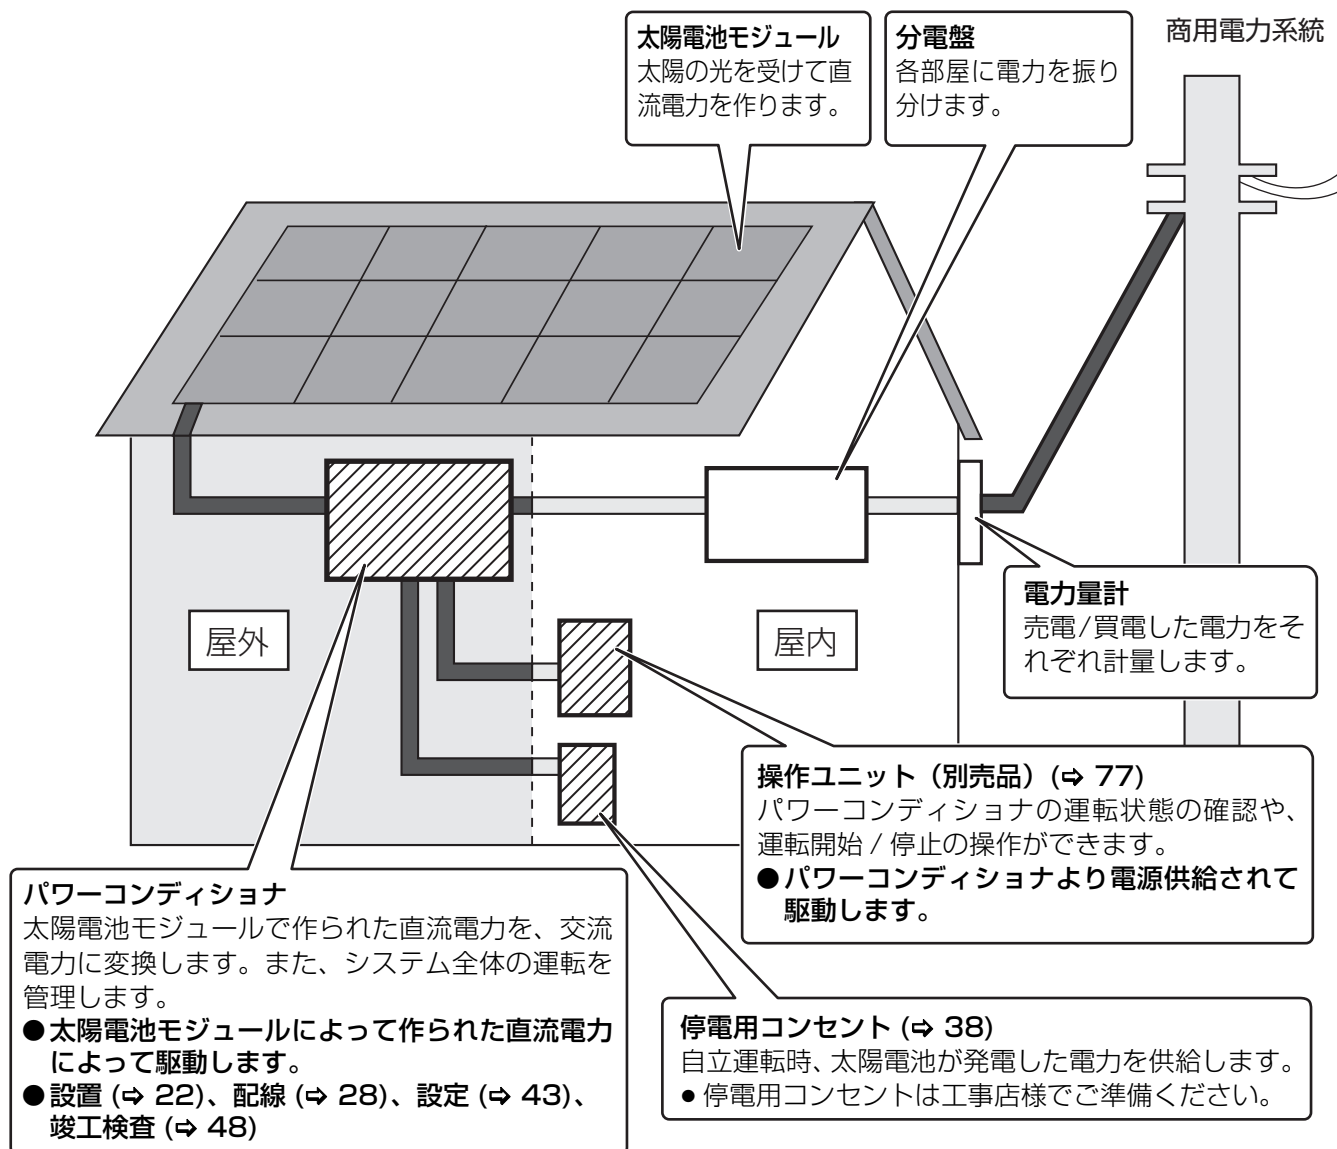 太陽電池モジュール
太陽の光を受けて直
流電力を作ります。
分電盤
各部屋に電力を振り
分けます。
商用電力系統
屋外
屋内
電力量計
売電/買電した電力をそ
れぞれ計量します。
操作ユニット（別売品）(⇨ 77)
パワーコンディショナの運転状態の確認や、
運転開始 / 停止の操作ができます。
●パワーコンディショナより電源供給されて
駆動します。
パワーコンディショナ
太陽電池モジュールで作られた直流電力を、交流
電力に変換します。また、システム全体の運転を
管理します。
●太陽電池モジュールによって作られた直流電力
によって駆動します。
●設置 (⇨ 22)、配線 (⇨ 28)、設定 (⇨ 43)、
竣工検査 (⇨ 48)
停電用コンセント (⇨ 38)
自立運転時、太陽電池が発電した電力を供給します。
● 停電用コンセントは工事店様でご準備ください。